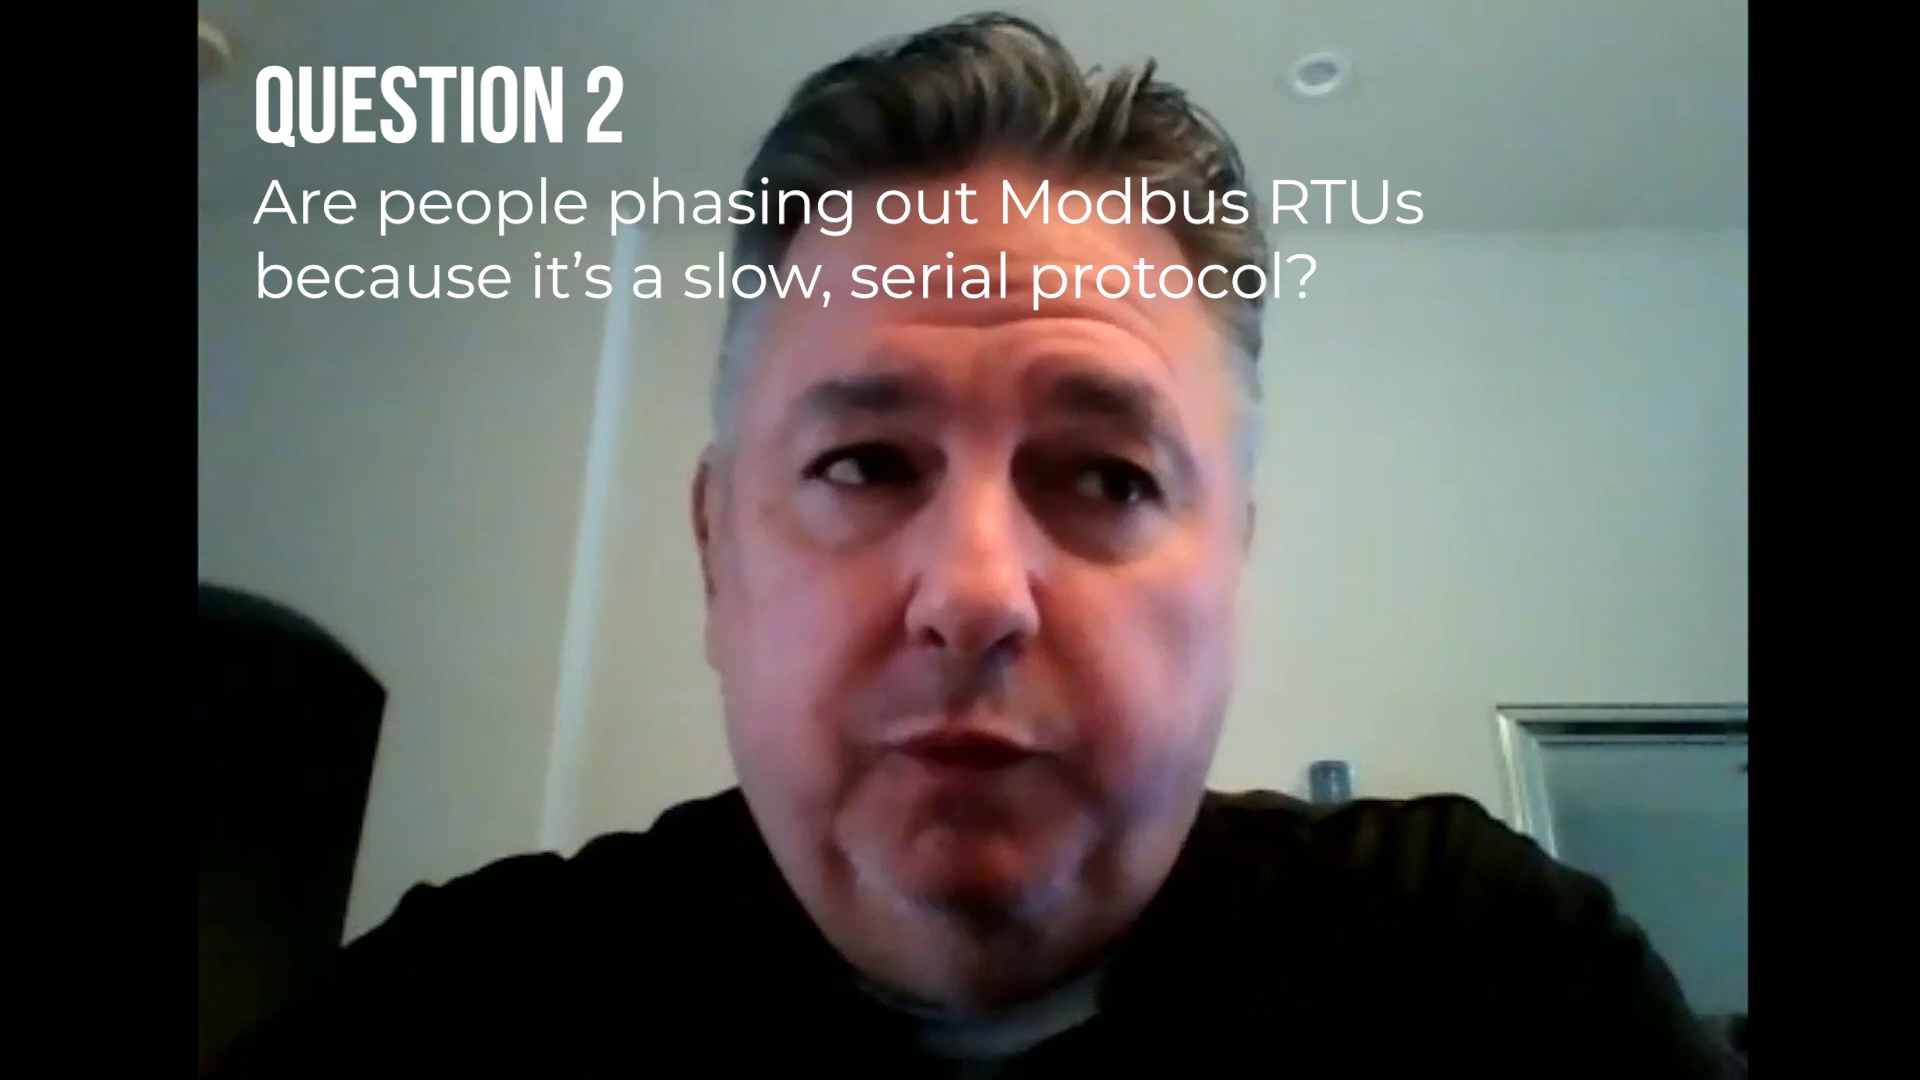 QUESTION 2
Are people phasing out Modbus RTUs
because it’s a slow, serial protocol?